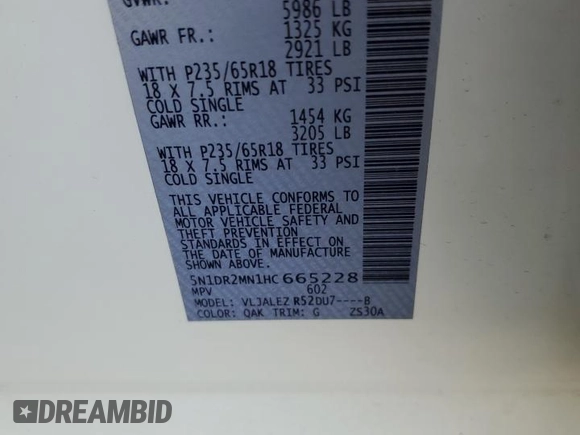 GVWR:
5986 LB
GAWR FR.: 1325 KG
2921 LB
WITH P235/65R18 TIRES
18 X 7.5 RIMS AT 33 PSI
COLD SINGLE
GAWR RR.: 1454 KG
3205 LB
WITH P235/65R18 TIRES
18 X 7.5 RIMS AT 33 PSI
COLD SINGLE
THIS VEHICLE CONFORMS TO
ALL APPLICABLE FEDERAL
MOTOR VEHICLE SAFETY AND
THEFT PREVENTION
STANDARDS IN EFFECT ON
THE DATE OF MANUFACTURE
SHOWN ABOVE.
5N1DR2MN1HC665228
MPV 602
MODEL: VLJALEZ R52DU7----B
COLOR: QAK TRIM: G ZS30A
DREAMBID